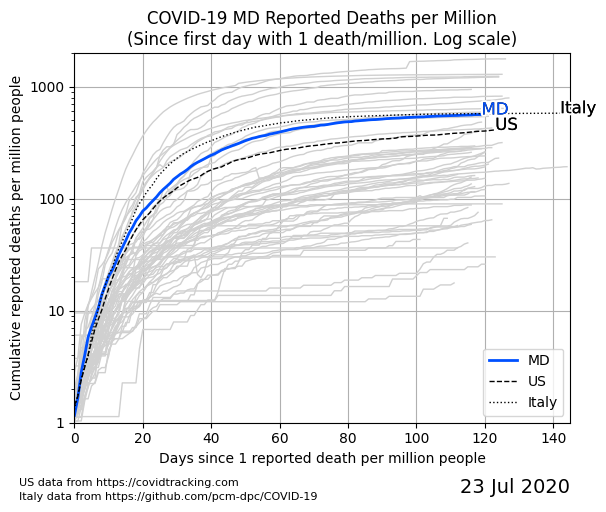 COVID-19 MD Reported Deaths per Million
(Since first day with 1 death/million. Log scale)
Cumulative reported deaths per million people
1000
100
10
1
MD
US
Italy
MD
US
Italy
0 20 40 60 80 100 120 140
Days since 1 reported death per million people
US data from https://covidtracking.com
Italy data from https://github.com/pcm-dpc/COVID-19
23 Jul 2020